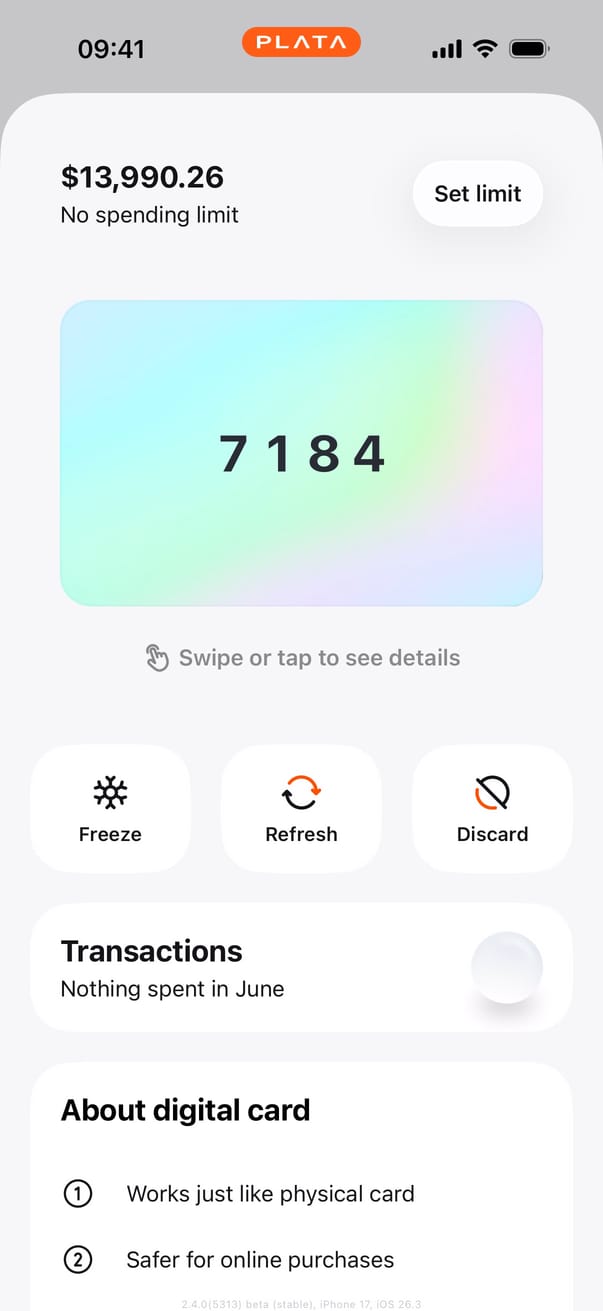 09:41
PLATA
$13,990.26
No spending limit
Set limit
7184
Swipe or tap to see details
Freeze
Refresh
Discard
Transactions
Nothing spent in June
About digital card
1 Works just like physical card
2 Safer for online purchases
2.4.0(5313) beta (stable), iPhone 17, iOS 26.3